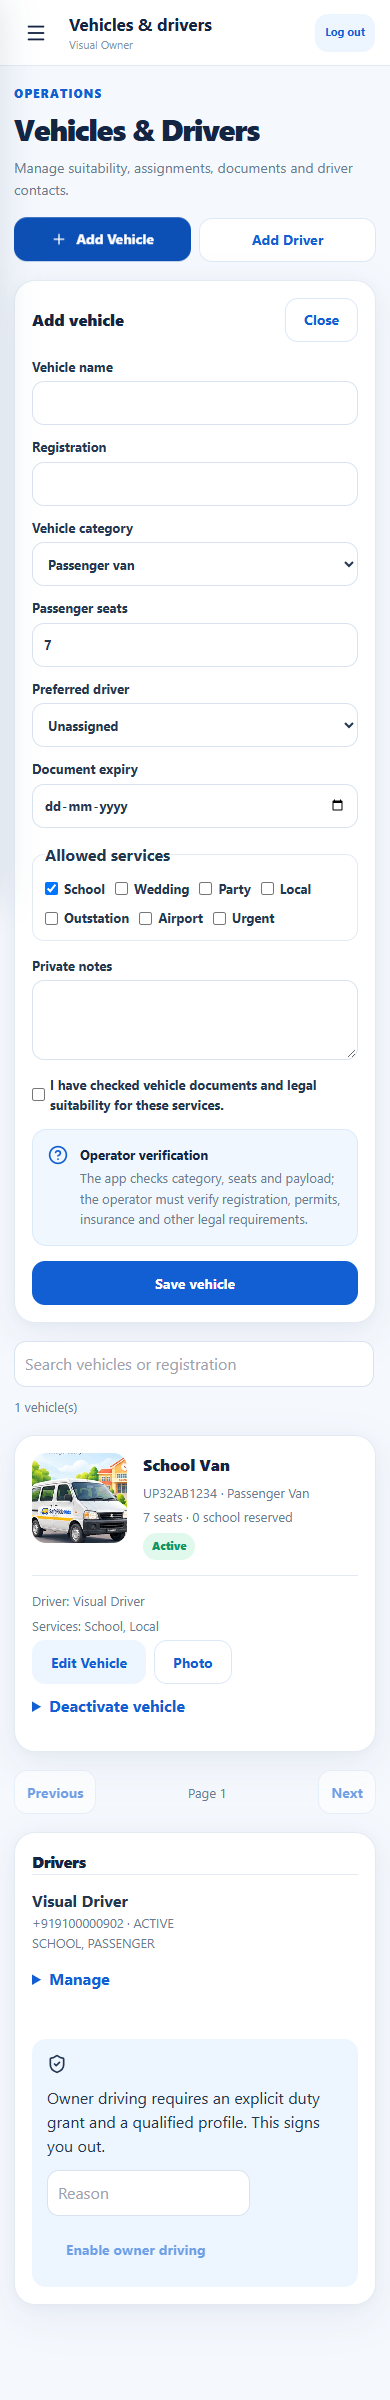 Vehicles & drivers
Visual Owner
Log out
OPERATIONS
Vehicles & Drivers
Manage suitability, assignments, documents and driver
contacts.
+ Add Vehicle
Add Driver
Add vehicle
Close
Vehicle name
Registration
Vehicle category
Passenger van
Passenger seats
7
Preferred driver
Unassigned
Document expiry
dd-mm-yyyy
Allowed services
School Wedding Party Local
Outstation Airport Urgent
Private notes
I have checked vehicle documents and legal
suitability for these services.
Operator verification
The app checks category, seats and payload;
the operator must verify registration, permits,
insurance and other legal requirements.
Save vehicle
Search vehicles or registration
1 vehicle(s)
School Van
UP32AB1234 · Passenger Van
7 seats · 0 school reserved
Active
Driver: Visual Driver
Services: School, Local
Edit Vehicle
Photo
Deactivate vehicle
Previous
Page 1
Next
Drivers
Visual Driver
+919100000902 · ACTIVE
SCHOOL, PASSENGER
Manage
Owner driving requires an explicit duty
grant and a qualified profile. This signs
you out.
Reason
Enable owner driving